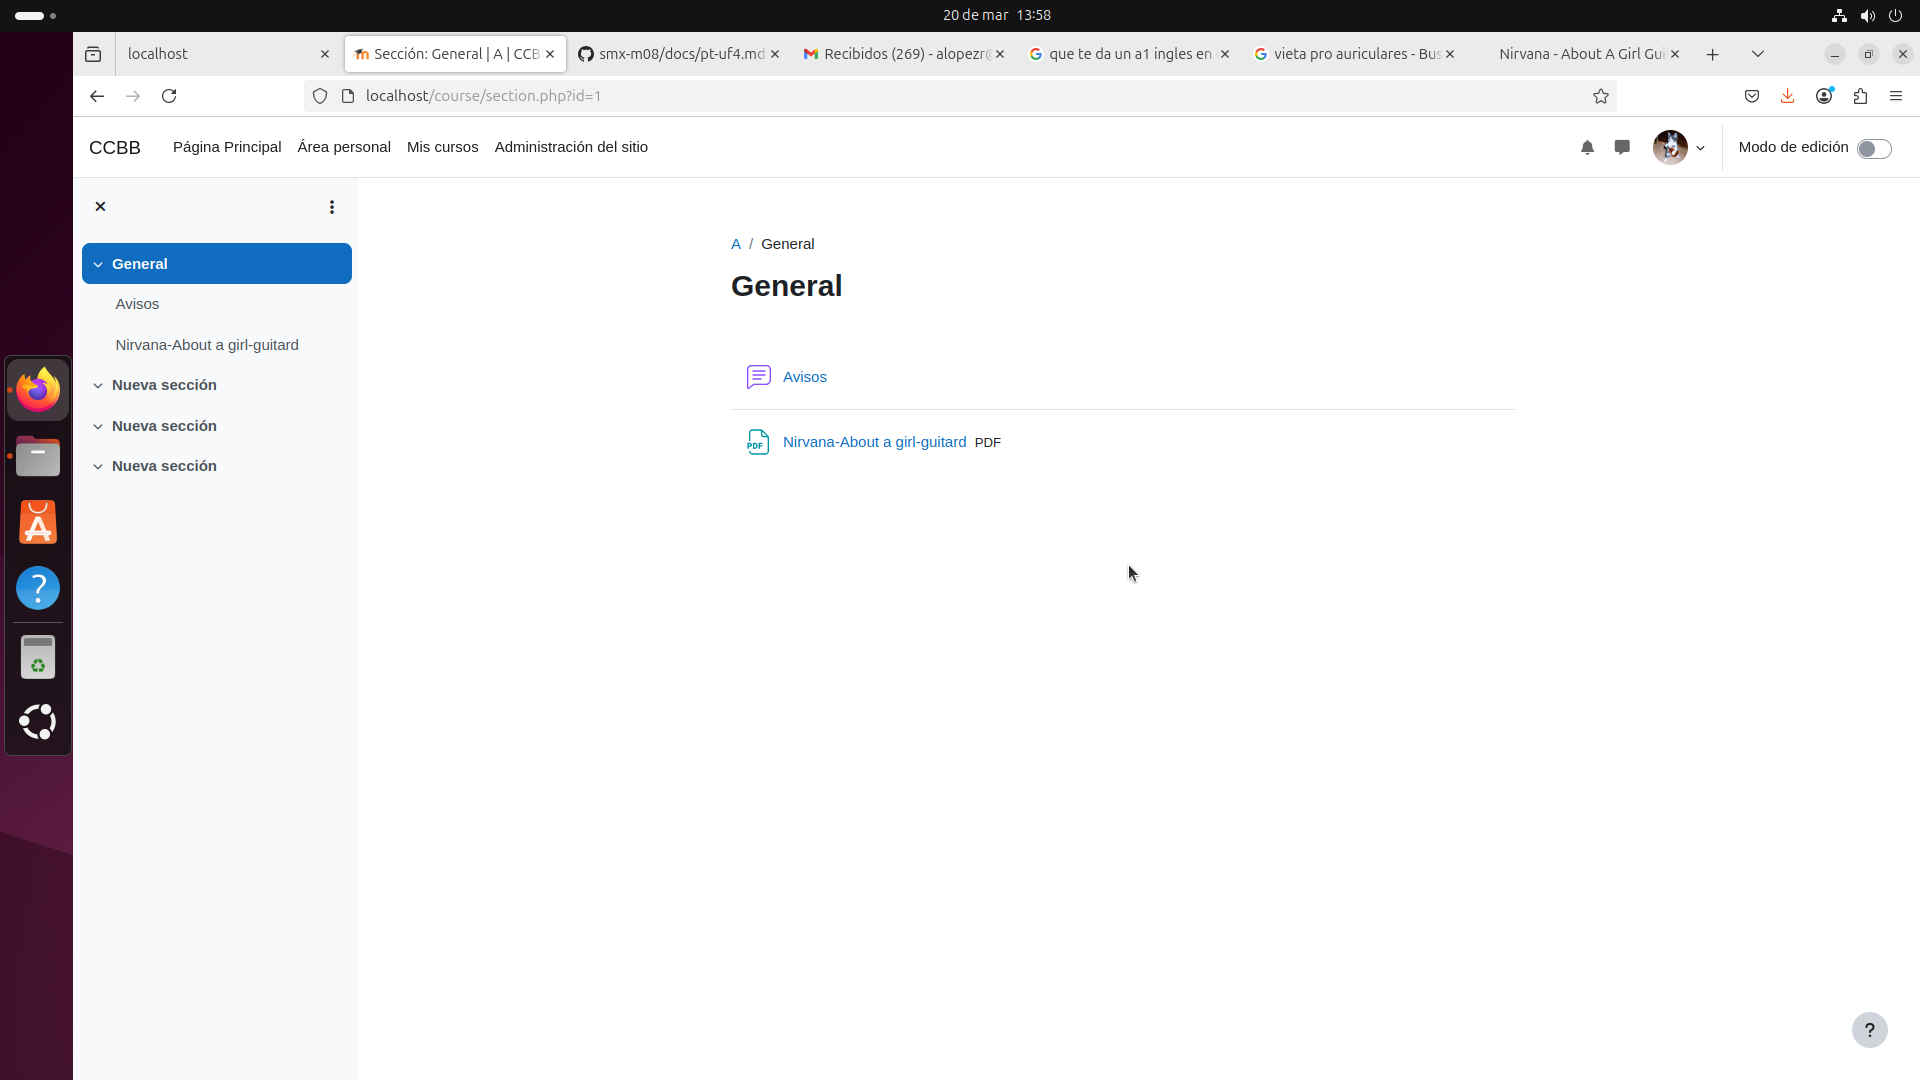 20 de mar 13:58
localhost
Sección: General | A | CCB
smx-m08/docs/pt-uf4.md
Recibidos (269) - alopezr
que te da un a1 ingles en
vieta pro auriculares - Bus
Nirvana - About A Girl Gui
localhost/course/section.php?id=1
CCBB
Página Principal
Área personal
Mis cursos
Administración del sitio
Modo de edición
General
Avisos
Nirvana-About a girl-guitard
Nueva sección
Nueva sección
Nueva sección
A / General
General
Avisos
PDF
Nirvana-About a girl-guitard PDF
?